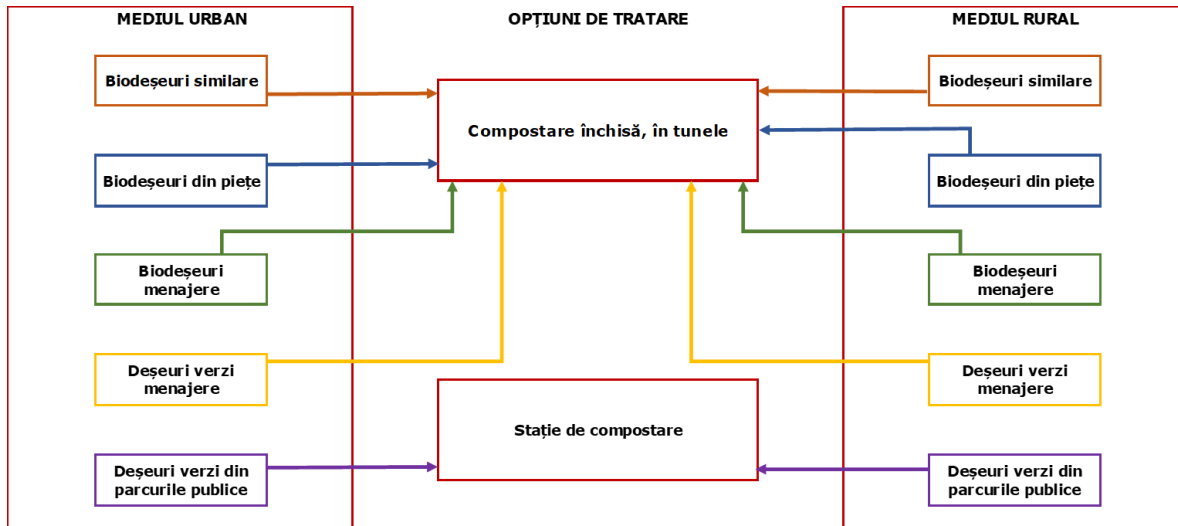 MEDIUL URBAN
OPȚIUNI DE TRATARE
MEDIUL RURAL
Biodeșeuri similare
Biodeșeuri similare
Compostare închisă, în tunele
Biodeșeuri din piețe
Biodeșeuri din piețe
Biodeșeuri
menajere
Biodeșeuri
menajere
Deșeuri verzi
menajere
Deșeuri verzi
menajere
Stație de compostare
Deșeuri verzi din
parcurile publice
Deșeuri verzi din
parcurile publice